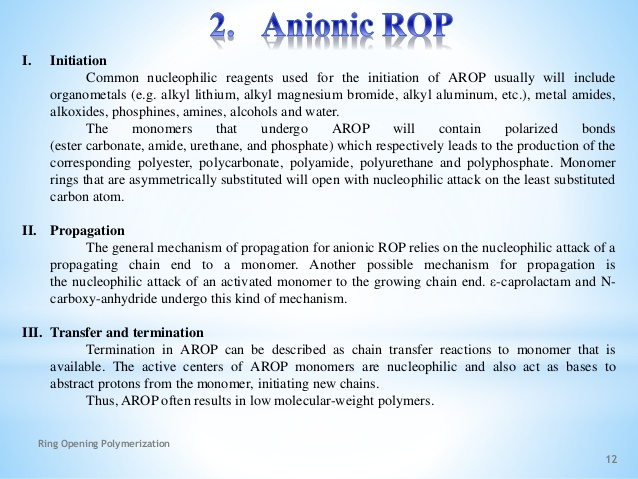 2. Anionic ROP
I. Initiation
Common nucleophilic reagents used for the initiation of AROP usually will include
organometals (e.g. alkyl lithium, alkyl magnesium bromide, alkyl aluminum, etc.), metal amides,
alkoxides, phosphines, amines, alcohols and water.
The monomers that undergo AROP will contain polarized bonds
(ester carbonate, amide, urethane, and phosphate) which respectively leads to the production of the
corresponding polyester, polycarbonate, polyamide, polyurethane and polyphosphate. Monomer
rings that are asymmetrically substituted will open with nucleophilic attack on the least substituted
carbon atom.
II. Propagation
The general mechanism of propagation for anionic ROP relies on the nucleophilic attack of a
propagating chain end to a monomer. Another possible mechanism for propagation is
the nucleophilic attack of an activated monomer to the growing chain end. ε-caprolactam and N-
carboxy-anhydride undergo this kind of mechanism.
III. Transfer and termination
Termination in AROP can be described as chain transfer reactions to monomer that is
available. The active centers of AROP monomers are nucleophilic and also act as bases to
abstract protons from the monomer, initiating new chains.
Thus, AROP often results in low molecular-weight polymers.
Ring Opening Polymerization
12